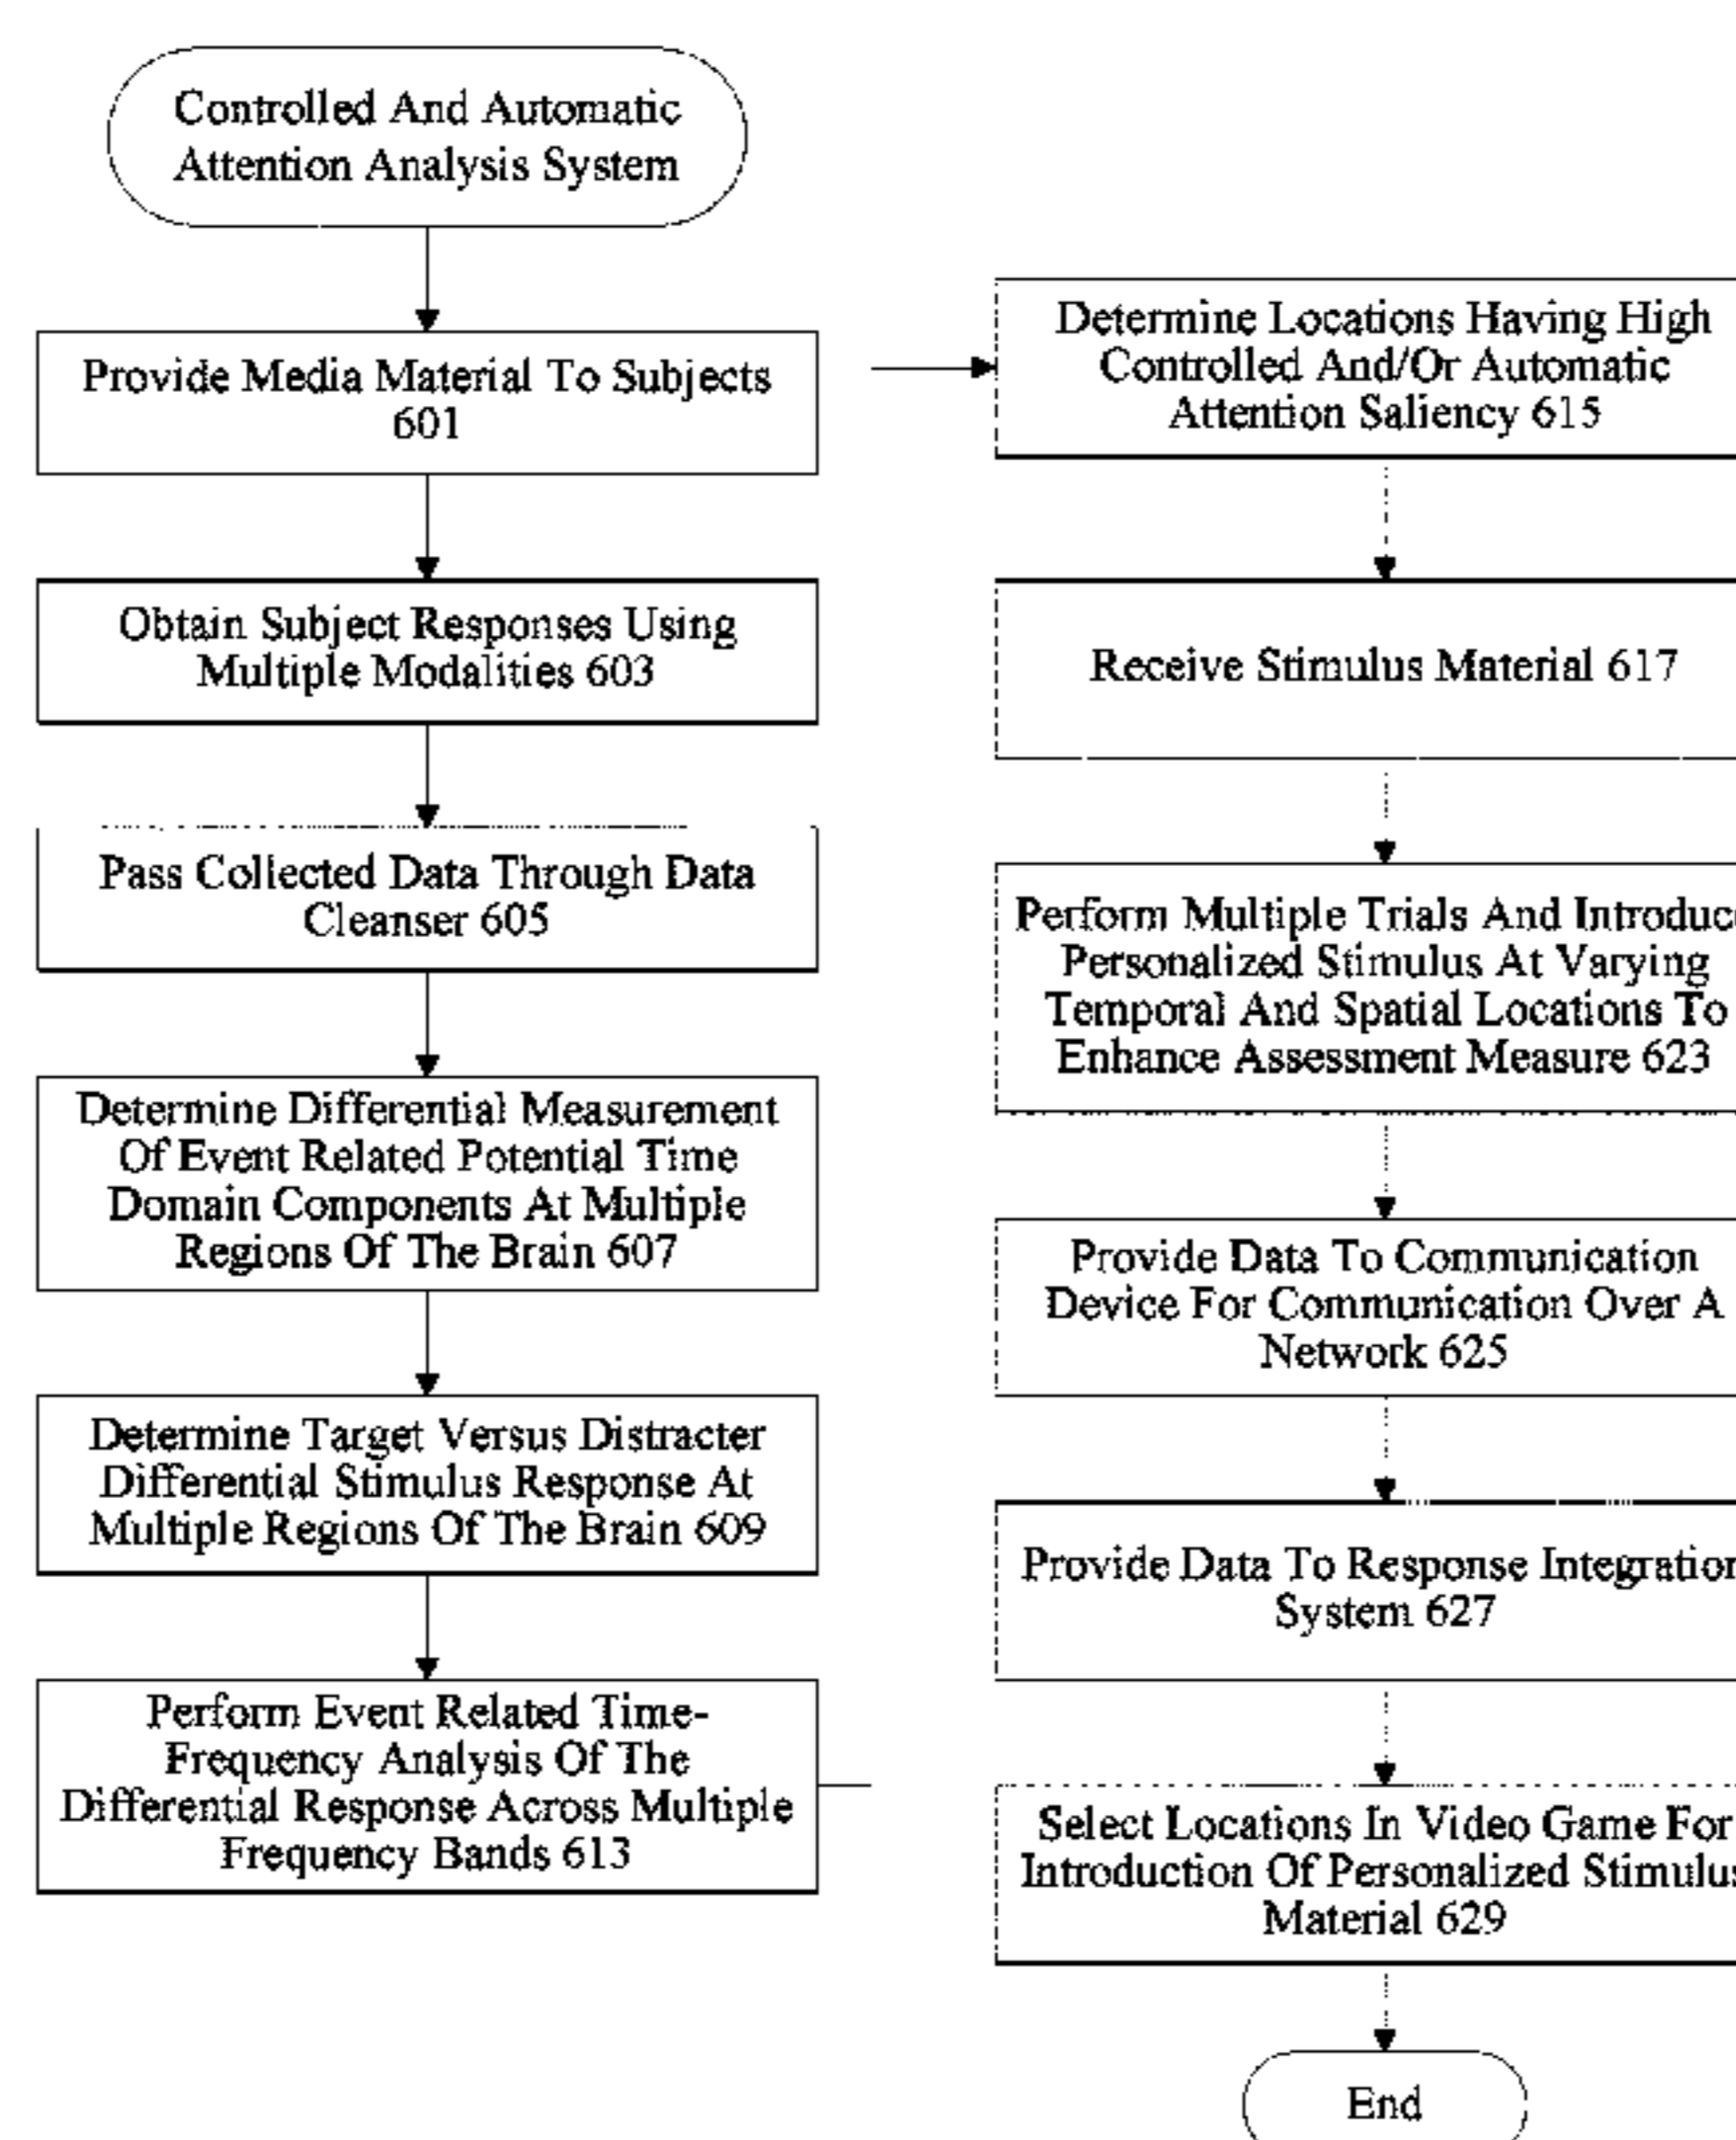 Controlled And Automatic
Attention Analysis System
Provide Media Material To Subjects
601
Obtain Subject Responses Using
Multiple Modalities 603
Pass Collected Data Through Data
Cleanser 605
Determine Differential Measurement
Of Event Related Potential Time
Domain Components At Multiple
Regions Of The Brain 607
Determine Target Versus Distracter
Differential Stimulus Response At
Multiple Regions Of The Brain 609
Perform Event Related Time-
Frequency Analysis Of The
Differential Response Across Multiple
Frequency Bands 613
Determine Locations Having High
Controlled And/Or Automatic
Attention Saliency 615
Receive Stimulus Material 617
Perform Multiple Trials And Introduce
Personalized Stimulus At Varying
Temporal And Spatial Locations To
Enhance Assessment Measure 623
Provide Data To Communication
Device For Communication Over A
Network 625
Provide Data To Response Integration
System 627
Select Locations In Video Game For
Introduction Of Personalized Stimulus
Material 629
End